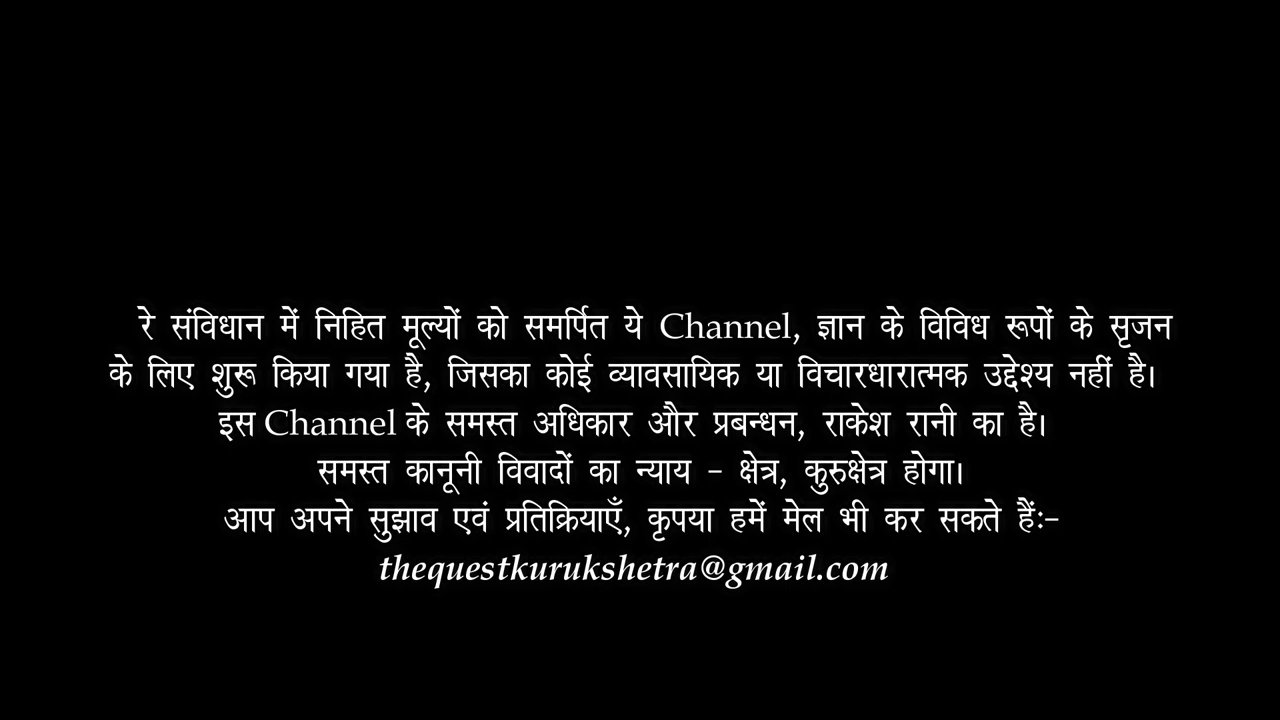 रे संविधान में निहित मूल्यों को समर्पित ये Channel, ज्ञान के विविध रूपों के सृजन
के लिए शुरू किया गया है, जिसका कोई व्यावसायिक या विचारधारात्मक उद्देश्य नहीं है।
इस Channel के समस्त अधिकार और प्रबन्धन, राकेश रानी का है।
समस्त कानूनी विवादों का न्याय - क्षेत्र, कुरुक्षेत्र होगा।
आप अपने सुझाव एवं प्रतिक्रियाएँ, कृपया हमें मेल भी कर सकते हैंः-
thequestkurukshetra@gmail.com